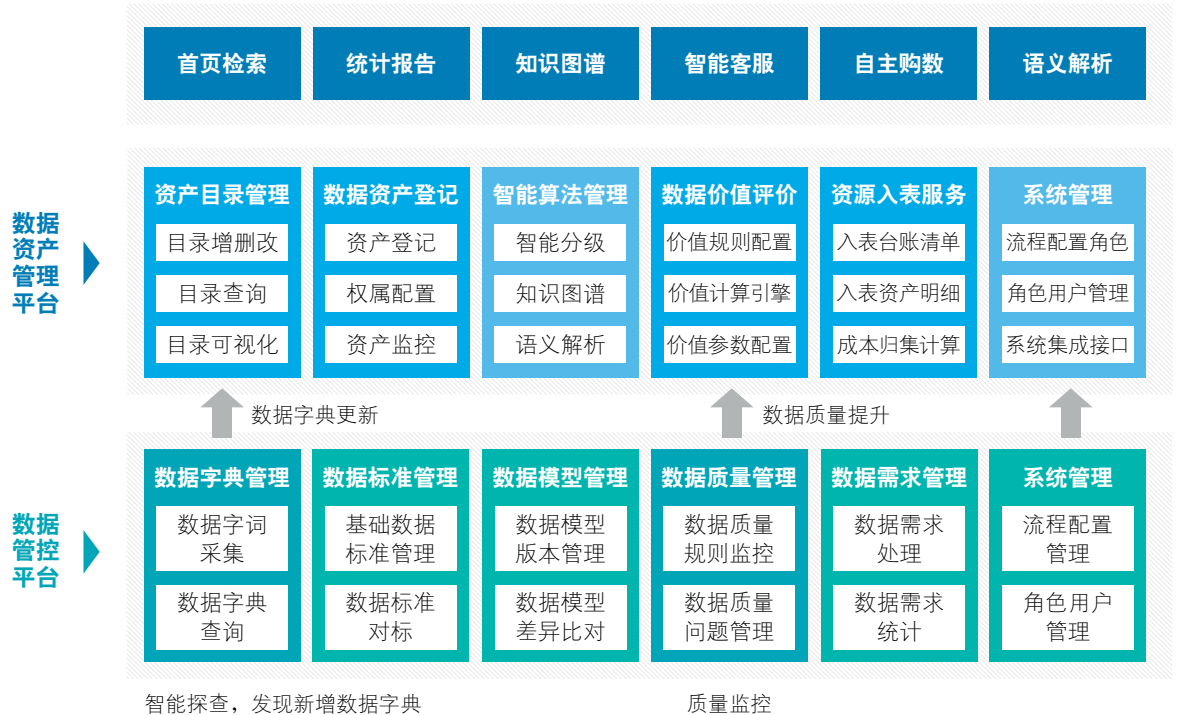 首页检索
统计报告
知识图谱
智能客服
自主购数
语义解析
数据
资产
管理
平台
资产目录管理
目录增删改
目录查询
目录可视化
数据资产登记
资产登记
权属配置
资产监控
智能算法管理
智能分级
知识图谱
语义解析
数据价值评价
价值规则配置
价值计算引擎
价值参数配置
资源入表服务
入表台账清单
入表资产明细
成本归集计算
系统管理
流程配置角色
角色用户管理
系统集成接口
数据字典更新
数据质量提升
数据
管控
平台
数据字典管理
数据字词
采集
数据字典
查询
数据标准管理
基础数据
标准管理
数据标准
对标
数据模型管理
数据模型
版本管理
数据模型
差异比对
数据质量管理
数据质量
规则监控
数据质量
问题管理
数据需求管理
数据需求
处理
数据需求
统计
系统管理
流程配置
管理
角色用户
管理
智能探查，发现新增数据字典
质量监控